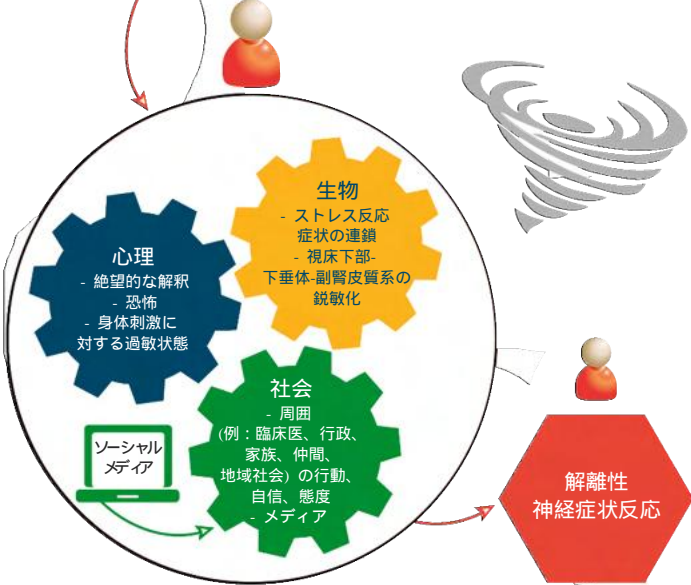 生物
- ストレス反応
症状の連鎖
- 視床下部-
下垂体-副腎皮質系の
鋭敏化
心理
- 絶望的な解釈
- 恐怖
- 身体刺激に
対する過敏状態
社会
- 周囲
(例：臨床医、行政、
家族、仲間、
地域社会) の行動、
自信、態度
- メディア
ソーシャル
メディア
解離性
神経症状反応